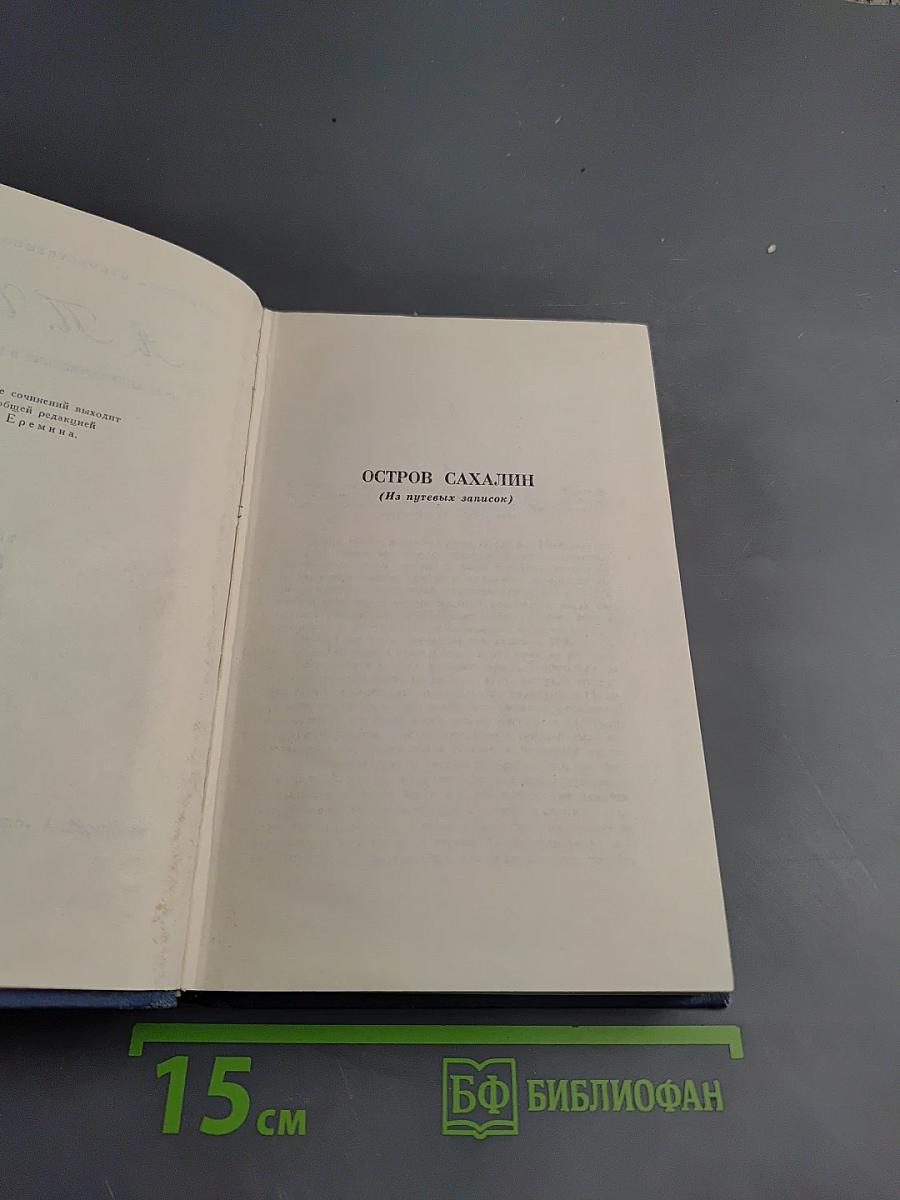 е сочинений выходит
общей редакцией
Еремина.
ОСТРОВ САХАЛИН
(Из путевых записок)
15 см
БФ БИБЛИОФАН